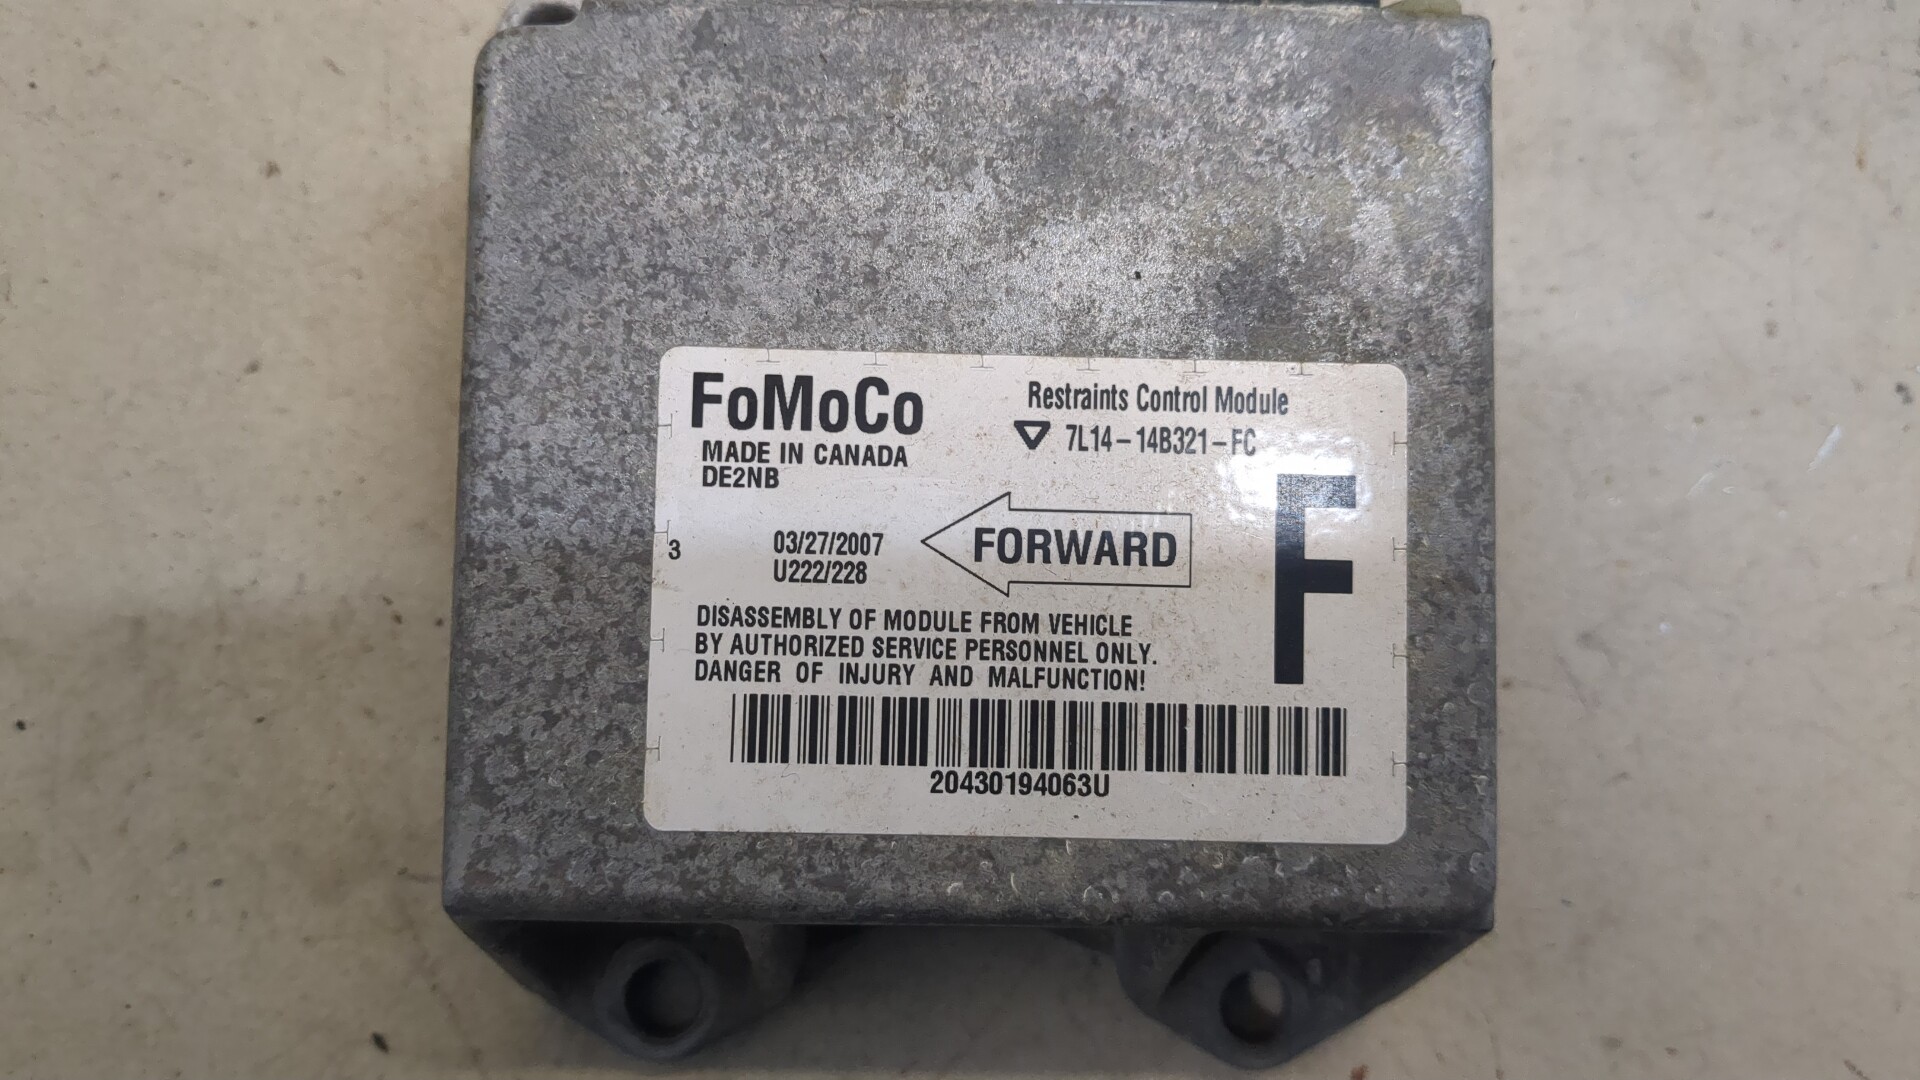 FoMoCo
MADE IN CANADA
DE2NB
Restraints Control Module
7L14-14B321-FC
3
03/27/2007
U222/228
FORWARD
F
DISASSEMBLY OF MODULE FROM VEHICLE
BY AUTHORIZED SERVICE PERSONNEL ONLY.
DANGER OF INJURY AND MALFUNCTION!
20430194063U